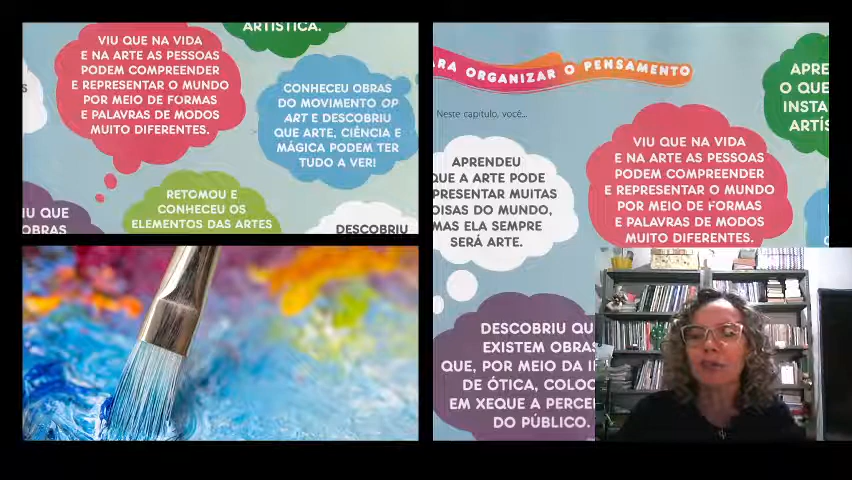 ARTÍSTICA.
VIU QUE NA VIDA
E NA ARTE AS PESSOAS
PODEM COMPREENDER
E REPRESENTAR O MUNDO
POR MEIO DE FORMAS
E PALAVRAS DE MODOS
MUITO DIFERENTES.
CONHECEU OBRAS
DO MOVIMENTO OP
ART E DESCOBRIU
QUE ARTE, CIÊNCIA E
MÁGICA PODEM TER
TUDO A VER!
IU QUE
OBRAS
RETOMOU E
CONHECEU OS
ELEMENTOS DAS ARTES
DESCOBRIU
ARA ORGANIZAR O PENSAMENTO
Neste capítulo, você...
APRENDEU
QUE A ARTE PODE
PRESENTAR MUITAS
OISAS DO MUNDO,
MAS ELA SEMPRE
SERÁ ARTE.
VIU QUE NA VIDA
E NA ARTE AS PESSOAS
PODEM COMPREENDER
E REPRESENTAR O MUNDO
POR MEIO DE FORMAS
E PALAVRAS DE MODOS
MUITO DIFERENTES.
APRE
O QUE
INSTA
ARTÍS
DESCOBRIU QU
EXISTEM OBRAS
QUE, POR MEIO DA I
DE ÓTICA, COLOC
EM XEQUE A PERCE
DO PÚBLICO.